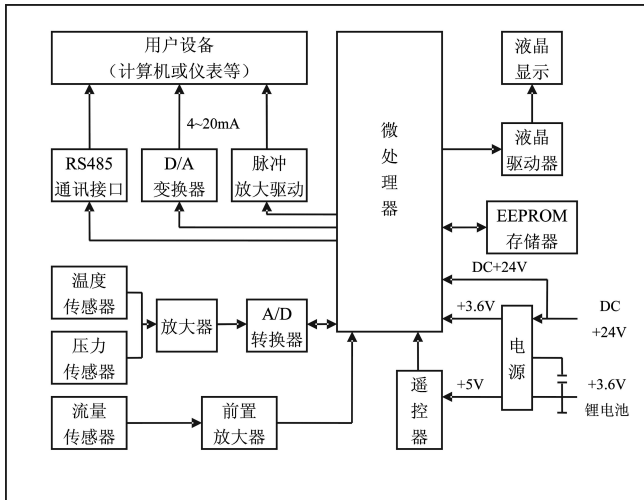 用户设备
（计算机或仪表等）
4~20mA
RS485
通讯接口
D/A
变换器
脉冲
放大驱动
微
处
理
器
液晶
显示
液晶
驱动器
EEPROM
存储器
DC+24V
温度
传感器
压力
传感器
放大器
A/D
转换器
+3.6V
DC
+24V
电
源
遥
控
器
+5V
+3.6V
锂电池
流量
传感器
前置
放大器